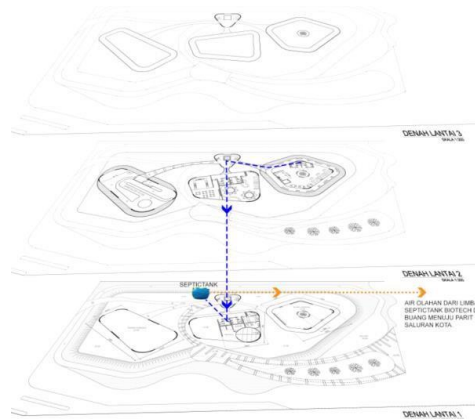 DENAH LANTAI 3
DENAH LANTAI 2
SEPTICTANK
AIR OLAHAN DARI LIMB
SEPTICTANK BIOTECH
BUANG MENUJU PARIT
SALURAN KOTA
DENAH LANTAI 1